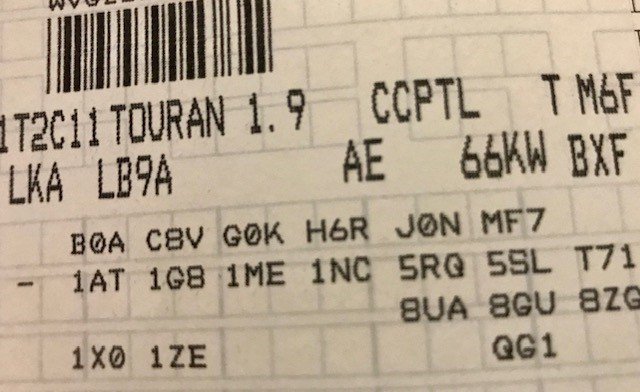 1T2C11 TOURAN 1.9 CCPTL T M6F
LKA LB9A AE 66KW BXF
B0A C8V G0K H6R J0N MF7
- 1AT 1G8 1ME 1NC 5RQ 5SL T71
8UA 8GU 8ZG
1X0 1ZE QG1